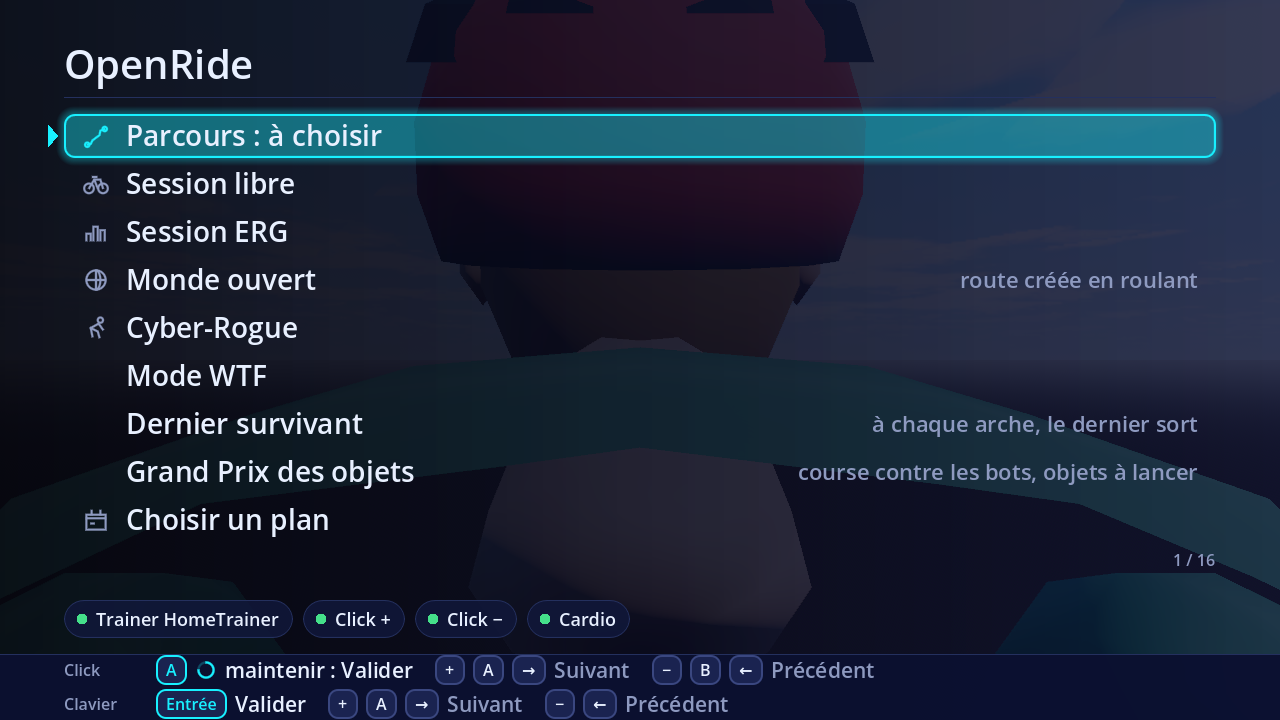 OpenRide
Parcours : à choisir
Session libre
Session ERG
Monde ouvert route créée en roulant
Cyber-Rogue
Mode WTF
Dernier survivant à chaque arche, le dernier sort
Grand Prix des objets course contre les bots, objets à lancer
Choisir un plan
1 / 16
Trainer HomeTrainer Click + Click − Cardio
Click A maintenir : Valider + A → Suivant − B ← Précédent
Clavier Entrée Valider + A → Suivant − ← Précédent